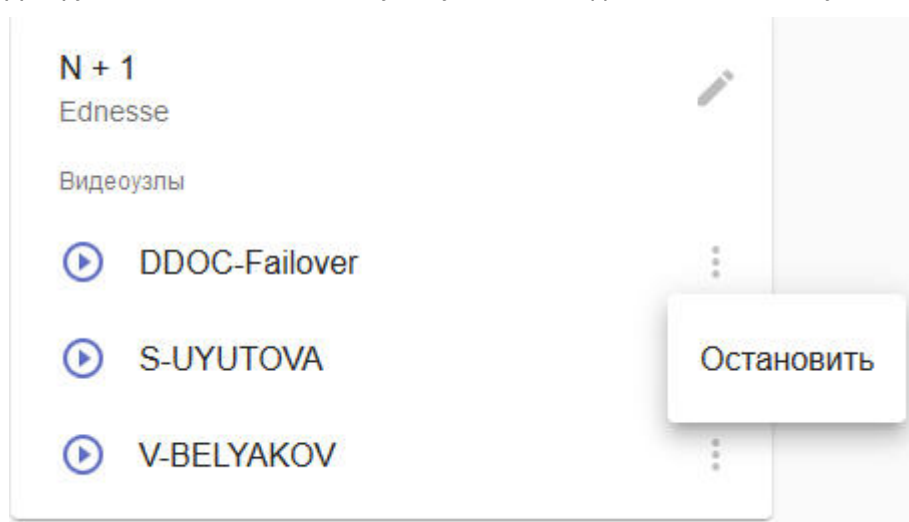 N + 1
Ednesse
Видеоузлы
DDOC-Failover
S-UYUTOVA
Остановить
V-BELYAKOV